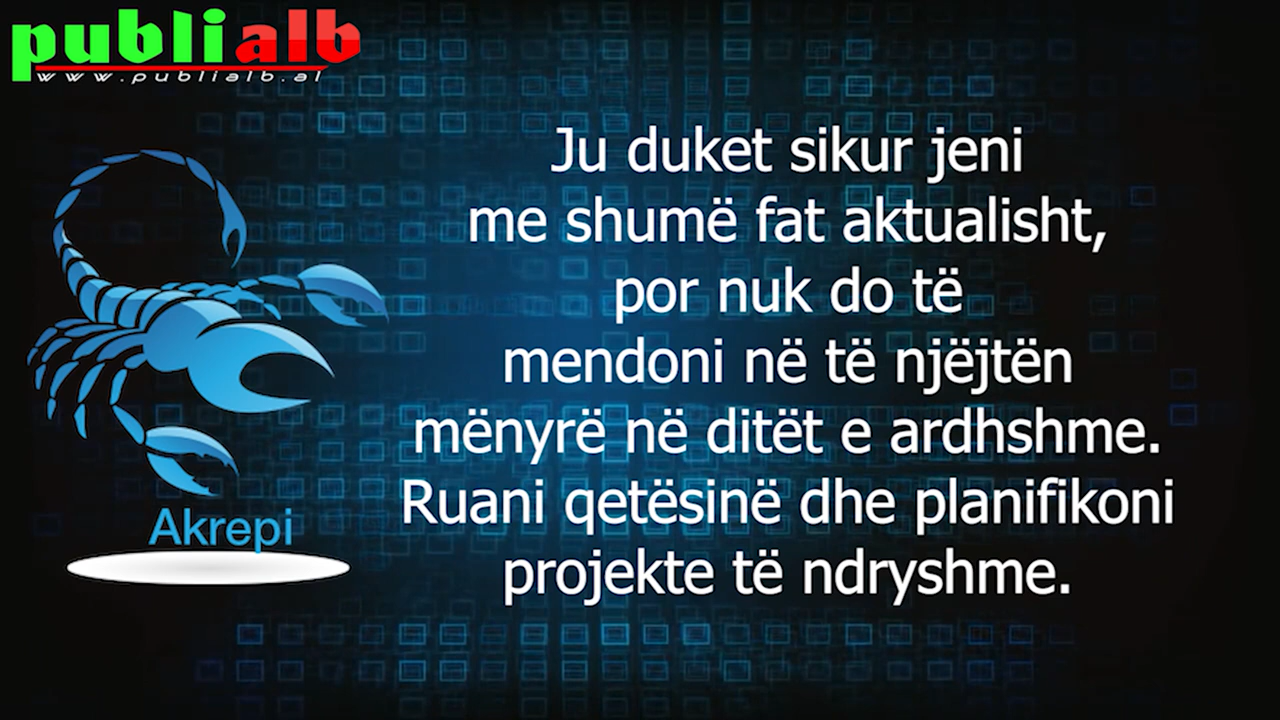 publialb
www.publialb.al
Ju duket sikur jeni
me shumë fat aktualisht,
por nuk do të
mendoni në të njëjtën
mënyrë në ditët e ardhshme.
Ruani qetësinë dhe planifikoni
projekte të ndryshme.
Akrepi